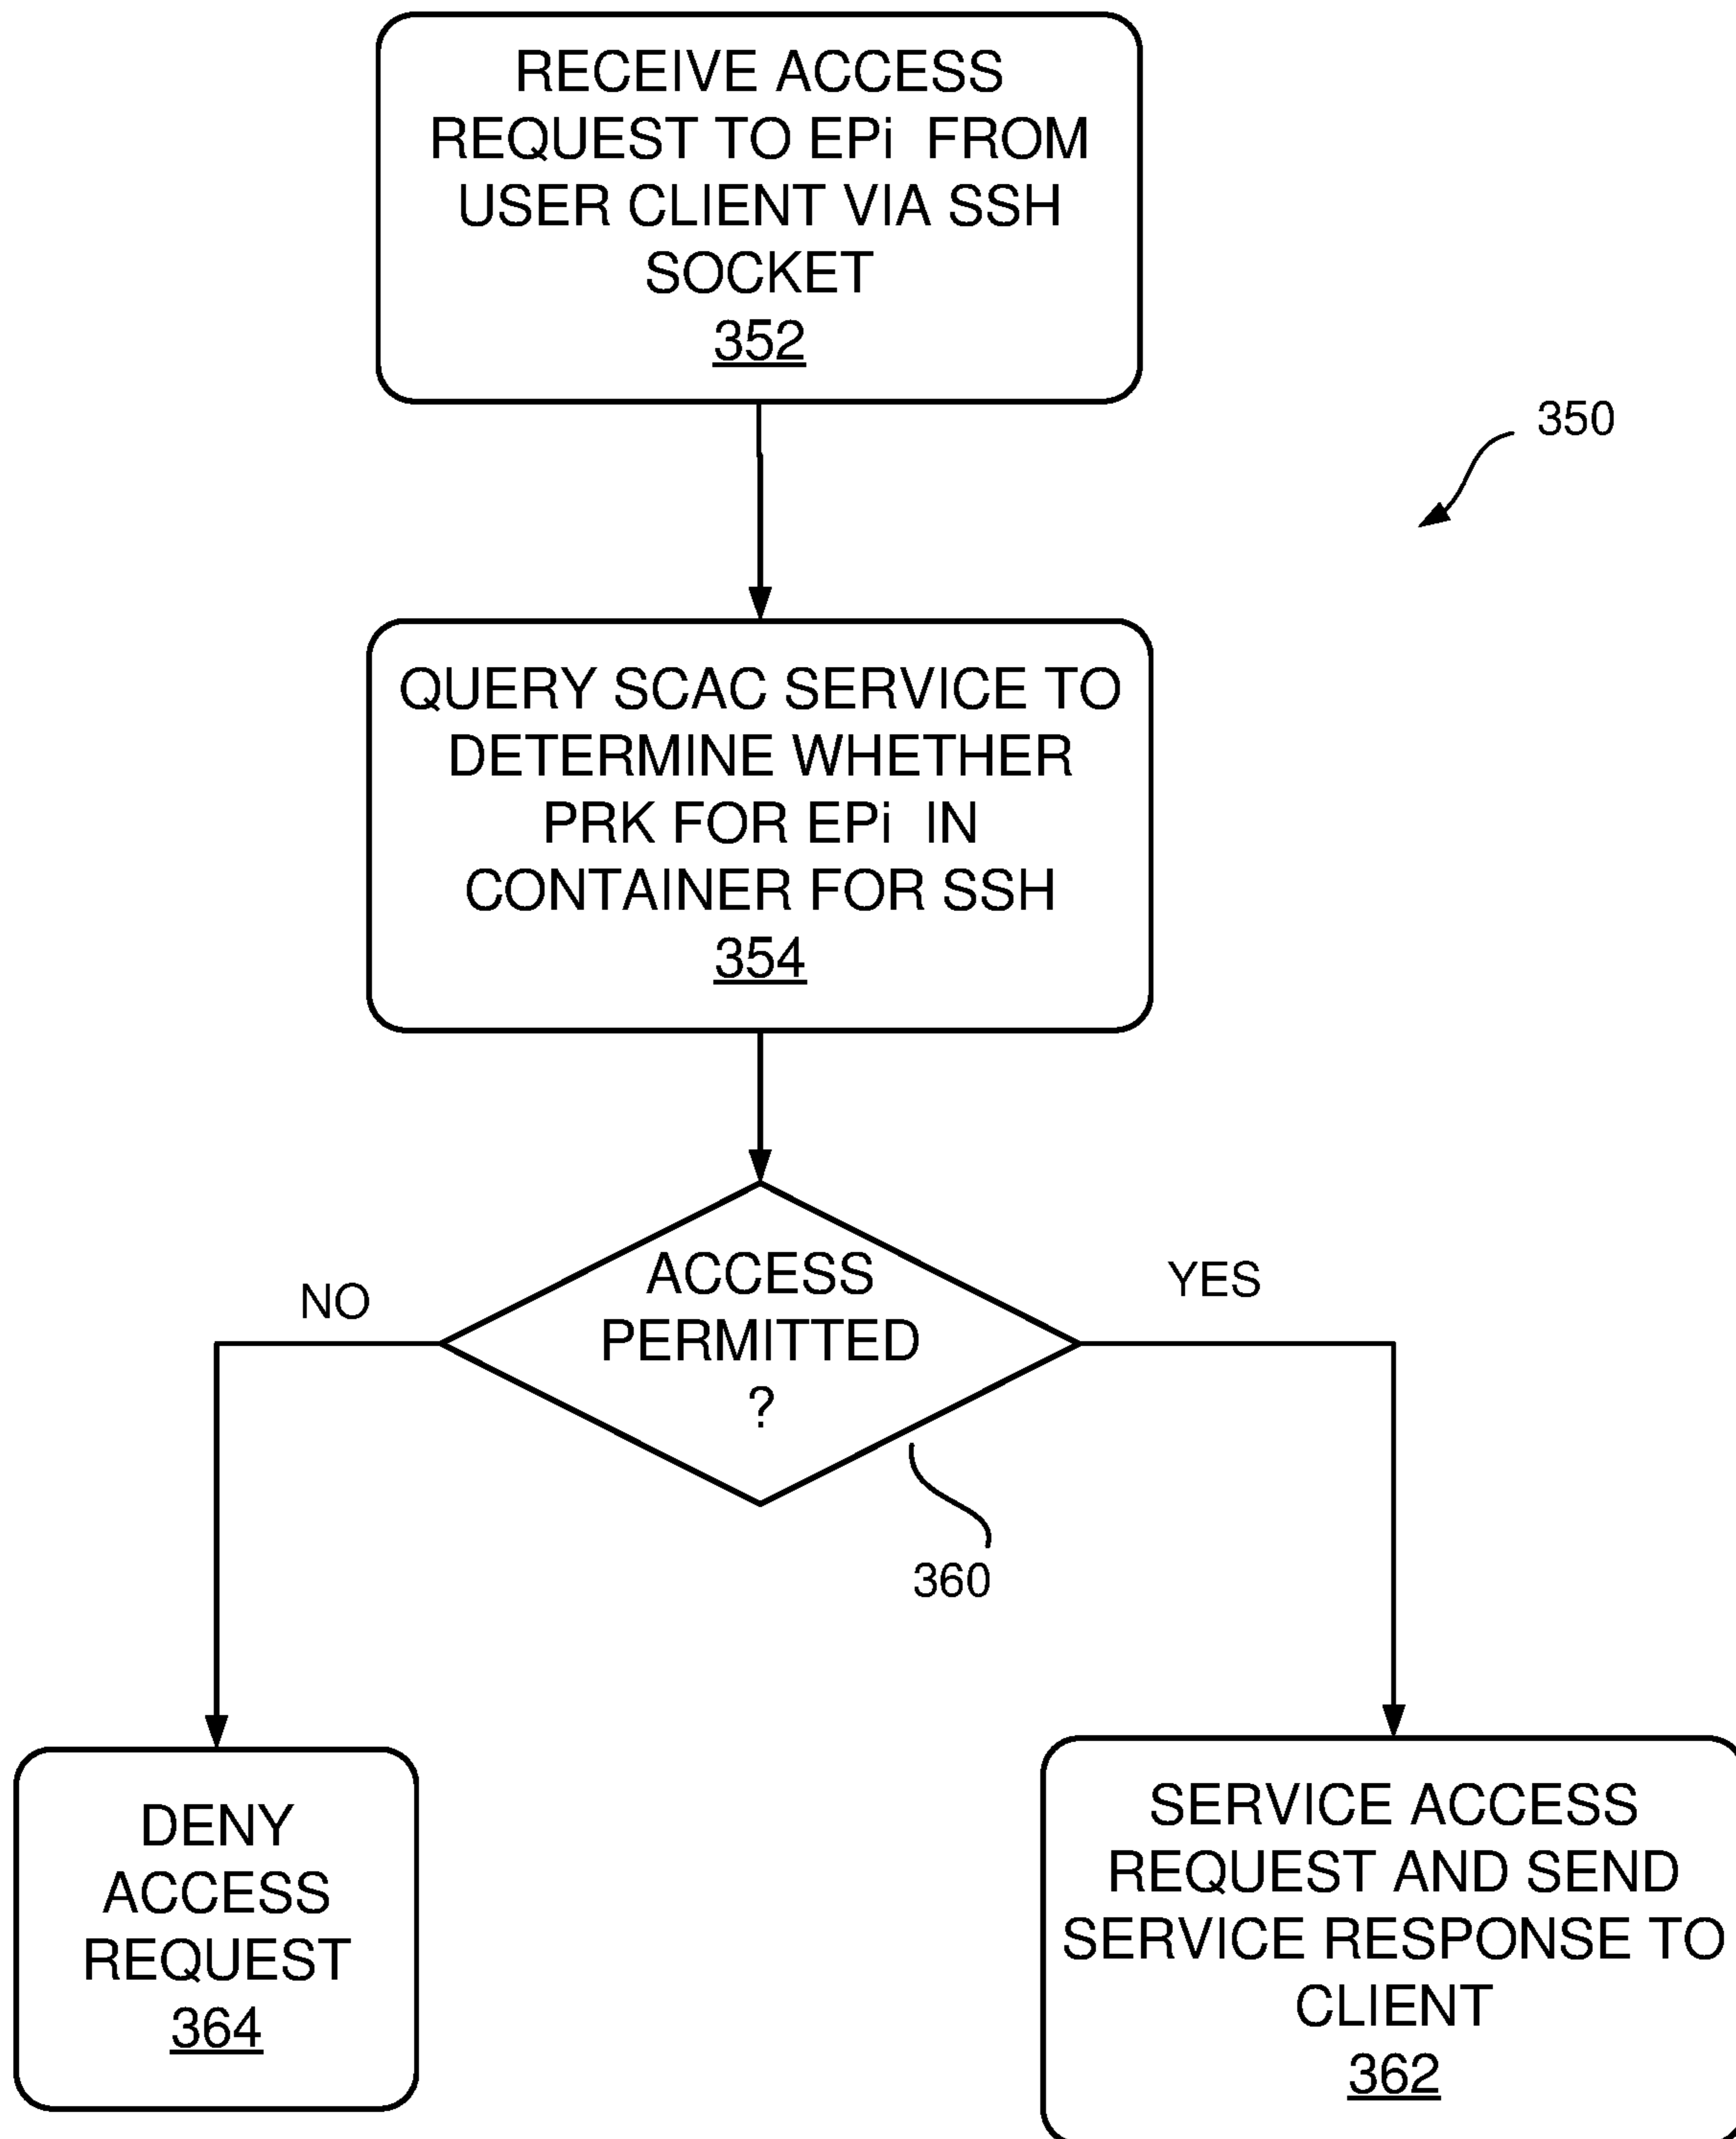 RECEIVE ACCESS
REQUEST TO EPi FROM
USER CLIENT VIA SSH
SOCKET
352
350
QUERY SCAC SERVICE TO
DETERMINE WHETHER
PRK FOR EPi IN
CONTAINER FOR SSH
354
ACCESS
PERMITTED
?
NO
YES
360
DENY
ACCESS
REQUEST
364
SERVICE ACCESS
REQUEST AND SEND
SERVICE RESPONSE TO
CLIENT
362